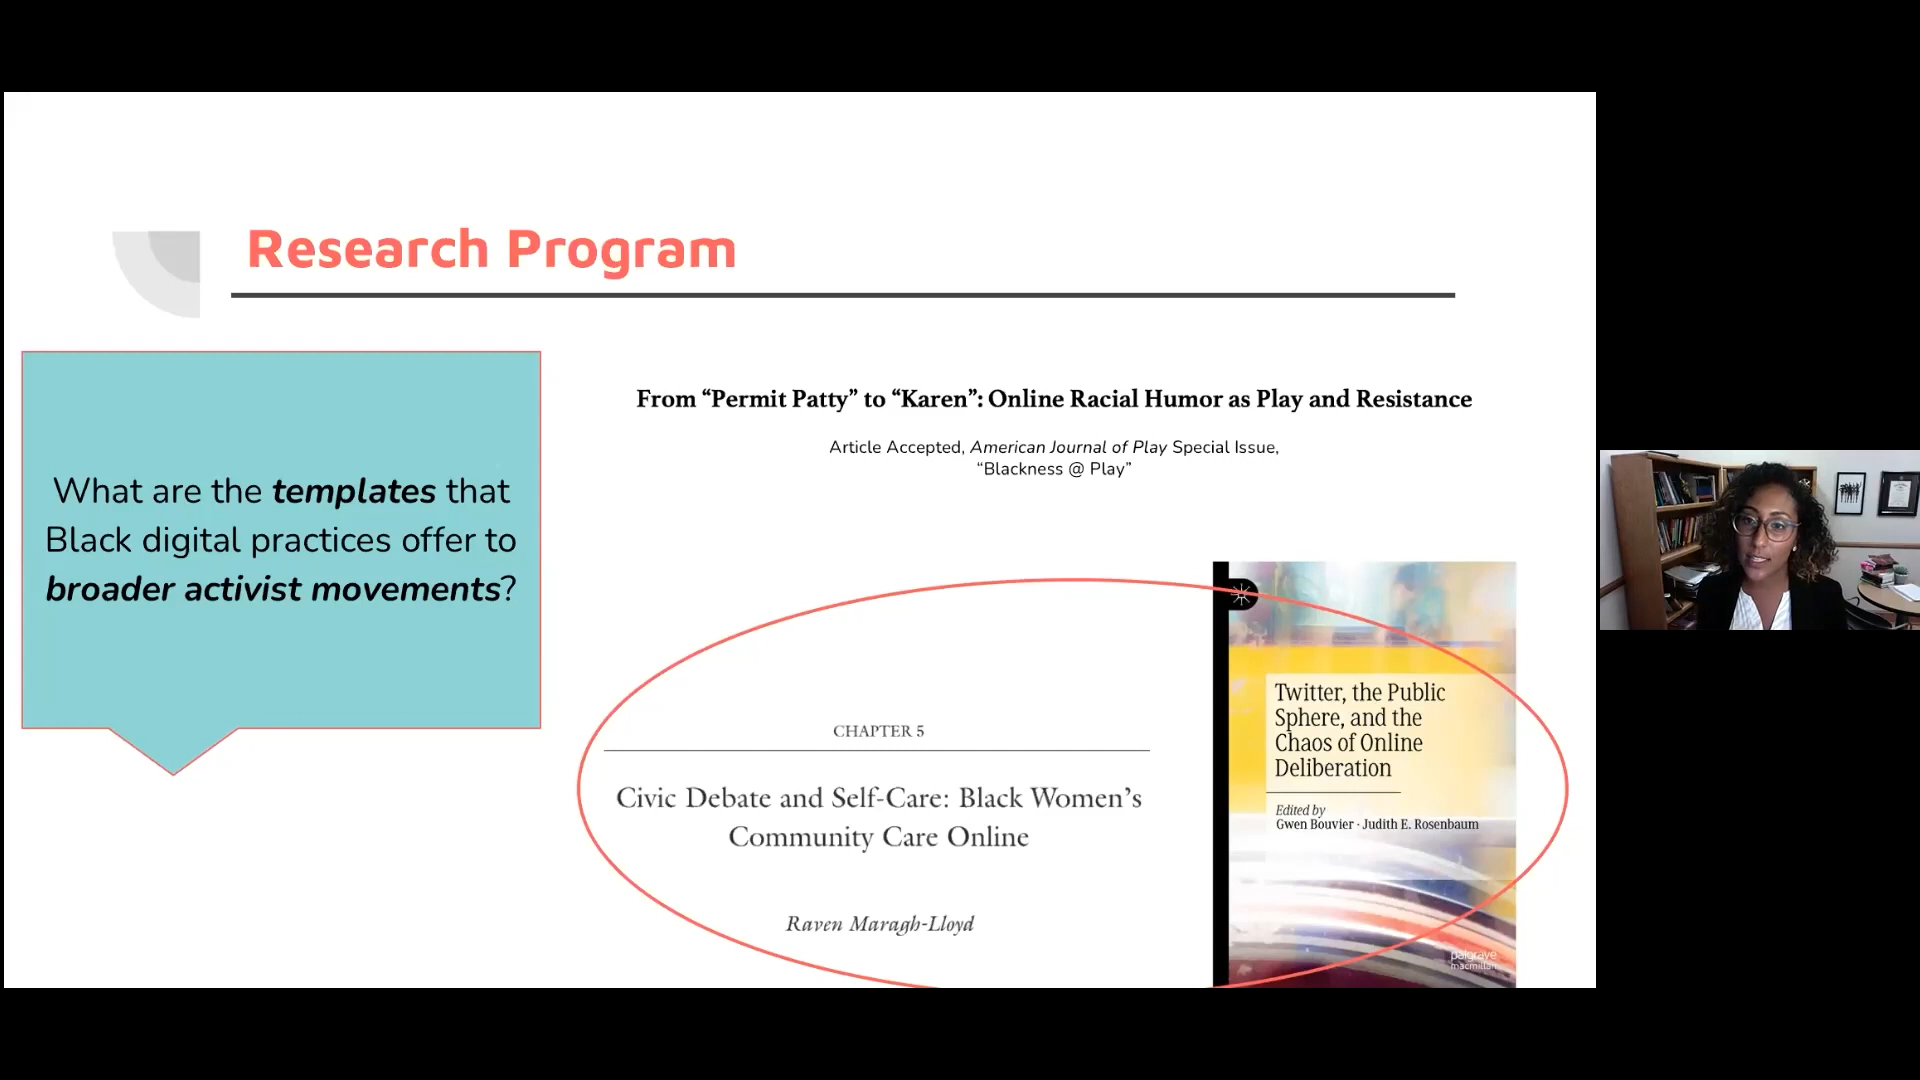 Research Program
What are the templates that
Black digital practices offer to
broader activist movements?
From “Permit Patty” to “Karen”: Online Racial Humor as Play and Resistance
Article Accepted, American Journal of Play Special Issue,
“Blackness @ Play”
CHAPTER 5
Civic Debate and Self-Care: Black Women’s
Community Care Online
Raven Maragh-Lloyd
Twitter, the Public
Sphere, and the
Chaos of Online
Deliberation
Edited by
Gwen Bouvier · Judith E. Rosenbaum
palgrave
macmillan